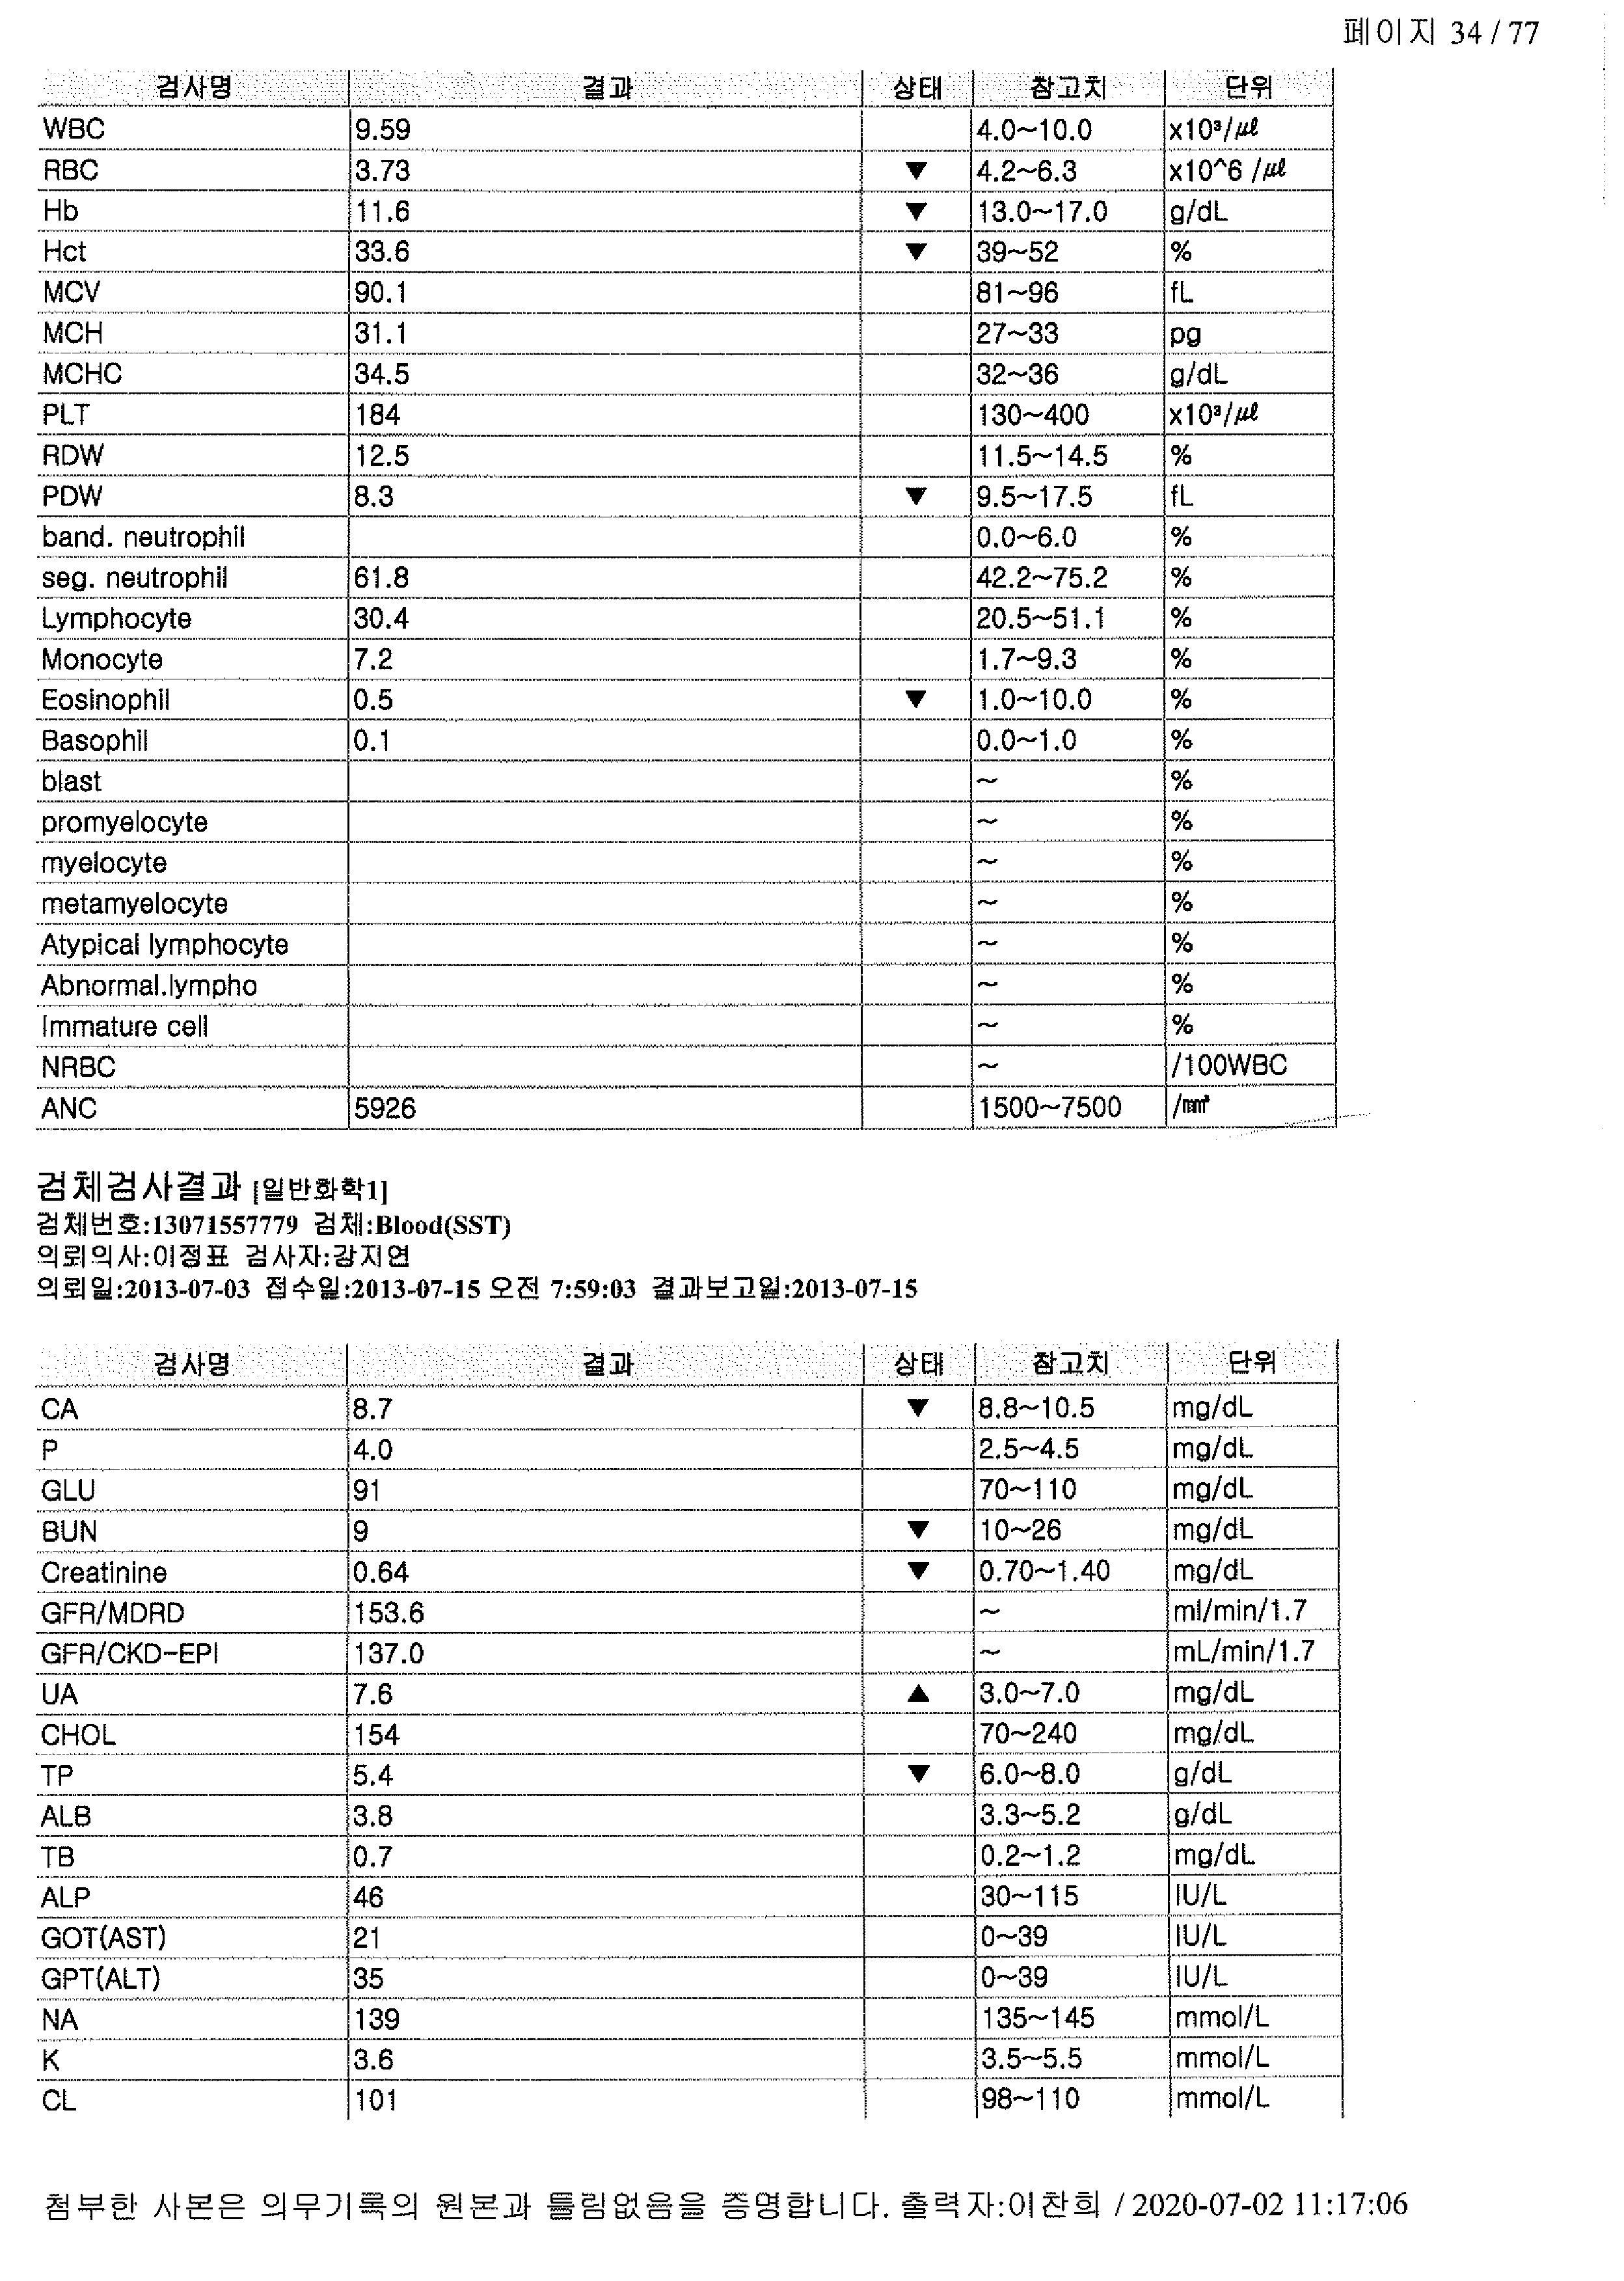 페이지 34 / 77
검사명 결과 상태 참고치 단위
WBC 9.59 4.0~10.0 x10³/㎕
RBC 3.73 ▼ 4.2~6.3 x10^6 /㎕
Hb 11.6 ▼ 13.0~17.0 g/dL
Hct 33.6 ▼ 39~52 %
MCV 90.1 81~96 fL
MCH 31.1 27~33 pg
MCHC 34.5 32~36 g/dL
PLT 184 130~400 x10³/㎕
RDW 12.5 11.5~14.5 %
PDW 8.3 ▼ 9.5~17.5 fL
band. neutrophil 0.0~6.0 %
seg. neutrophil 61.8 42.2~75.2 %
Lymphocyte 30.4 20.5~51.1 %
Monocyte 7.2 1.7~9.3 %
Eosinophil 0.5 ▼ 1.0~10.0 %
Basophil 0.1 0.0~1.0 %
blast ~ %
promyelocyte ~ %
myelocyte ~ %
metamyelocyte ~ %
Atypical lymphocyte ~ %
Abnormal.lympho ~ %
Immature cell ~ %
NRBC ~ /100WBC
ANC 5926 1500~7500 /㎣
검체검사결과 [일반화학1]
검체번호:13071557779 검체:Blood(SST)
의뢰의사:이정표 검사자:강지연
의뢰일:2013-07-03 접수일:2013-07-15 오전 7:59:03 결과보고일:2013-07-15
검사명 결과 상태 참고치 단위
CA 8.7 ▼ 8.8~10.5 mg/dL
P 4.0 2.5~4.5 mg/dL
GLU 91 70~110 mg/dL
BUN 9 ▼ 10~26 mg/dL
Creatinine 0.64 ▼ 0.70~1.40 mg/dL
GFR/MDRD 153.6 ~ ml/min/1.7
GFR/CKD-EPI 137.0 ~ mL/min/1.7
UA 7.6 ▲ 3.0~7.0 mg/dL
CHOL 154 70~240 mg/dL
TP 5.4 ▼ 6.0~8.0 g/dL
ALB 3.8 3.3~5.2 g/dL
TB 0.7 0.2~1.2 mg/dL
ALP 46 30~115 IU/L
GOT(AST) 21 0~39 IU/L
GPT(ALT) 35 0~39 IU/L
NA 139 135~145 mmol/L
K 3.6 3.5~5.5 mmol/L
CL 101 98~110 mmol/L
첨부한 사본은 의무기록의 원본과 틀림없음을 증명합니다. 출력자:이찬희 / 2020-07-02 11:17:06